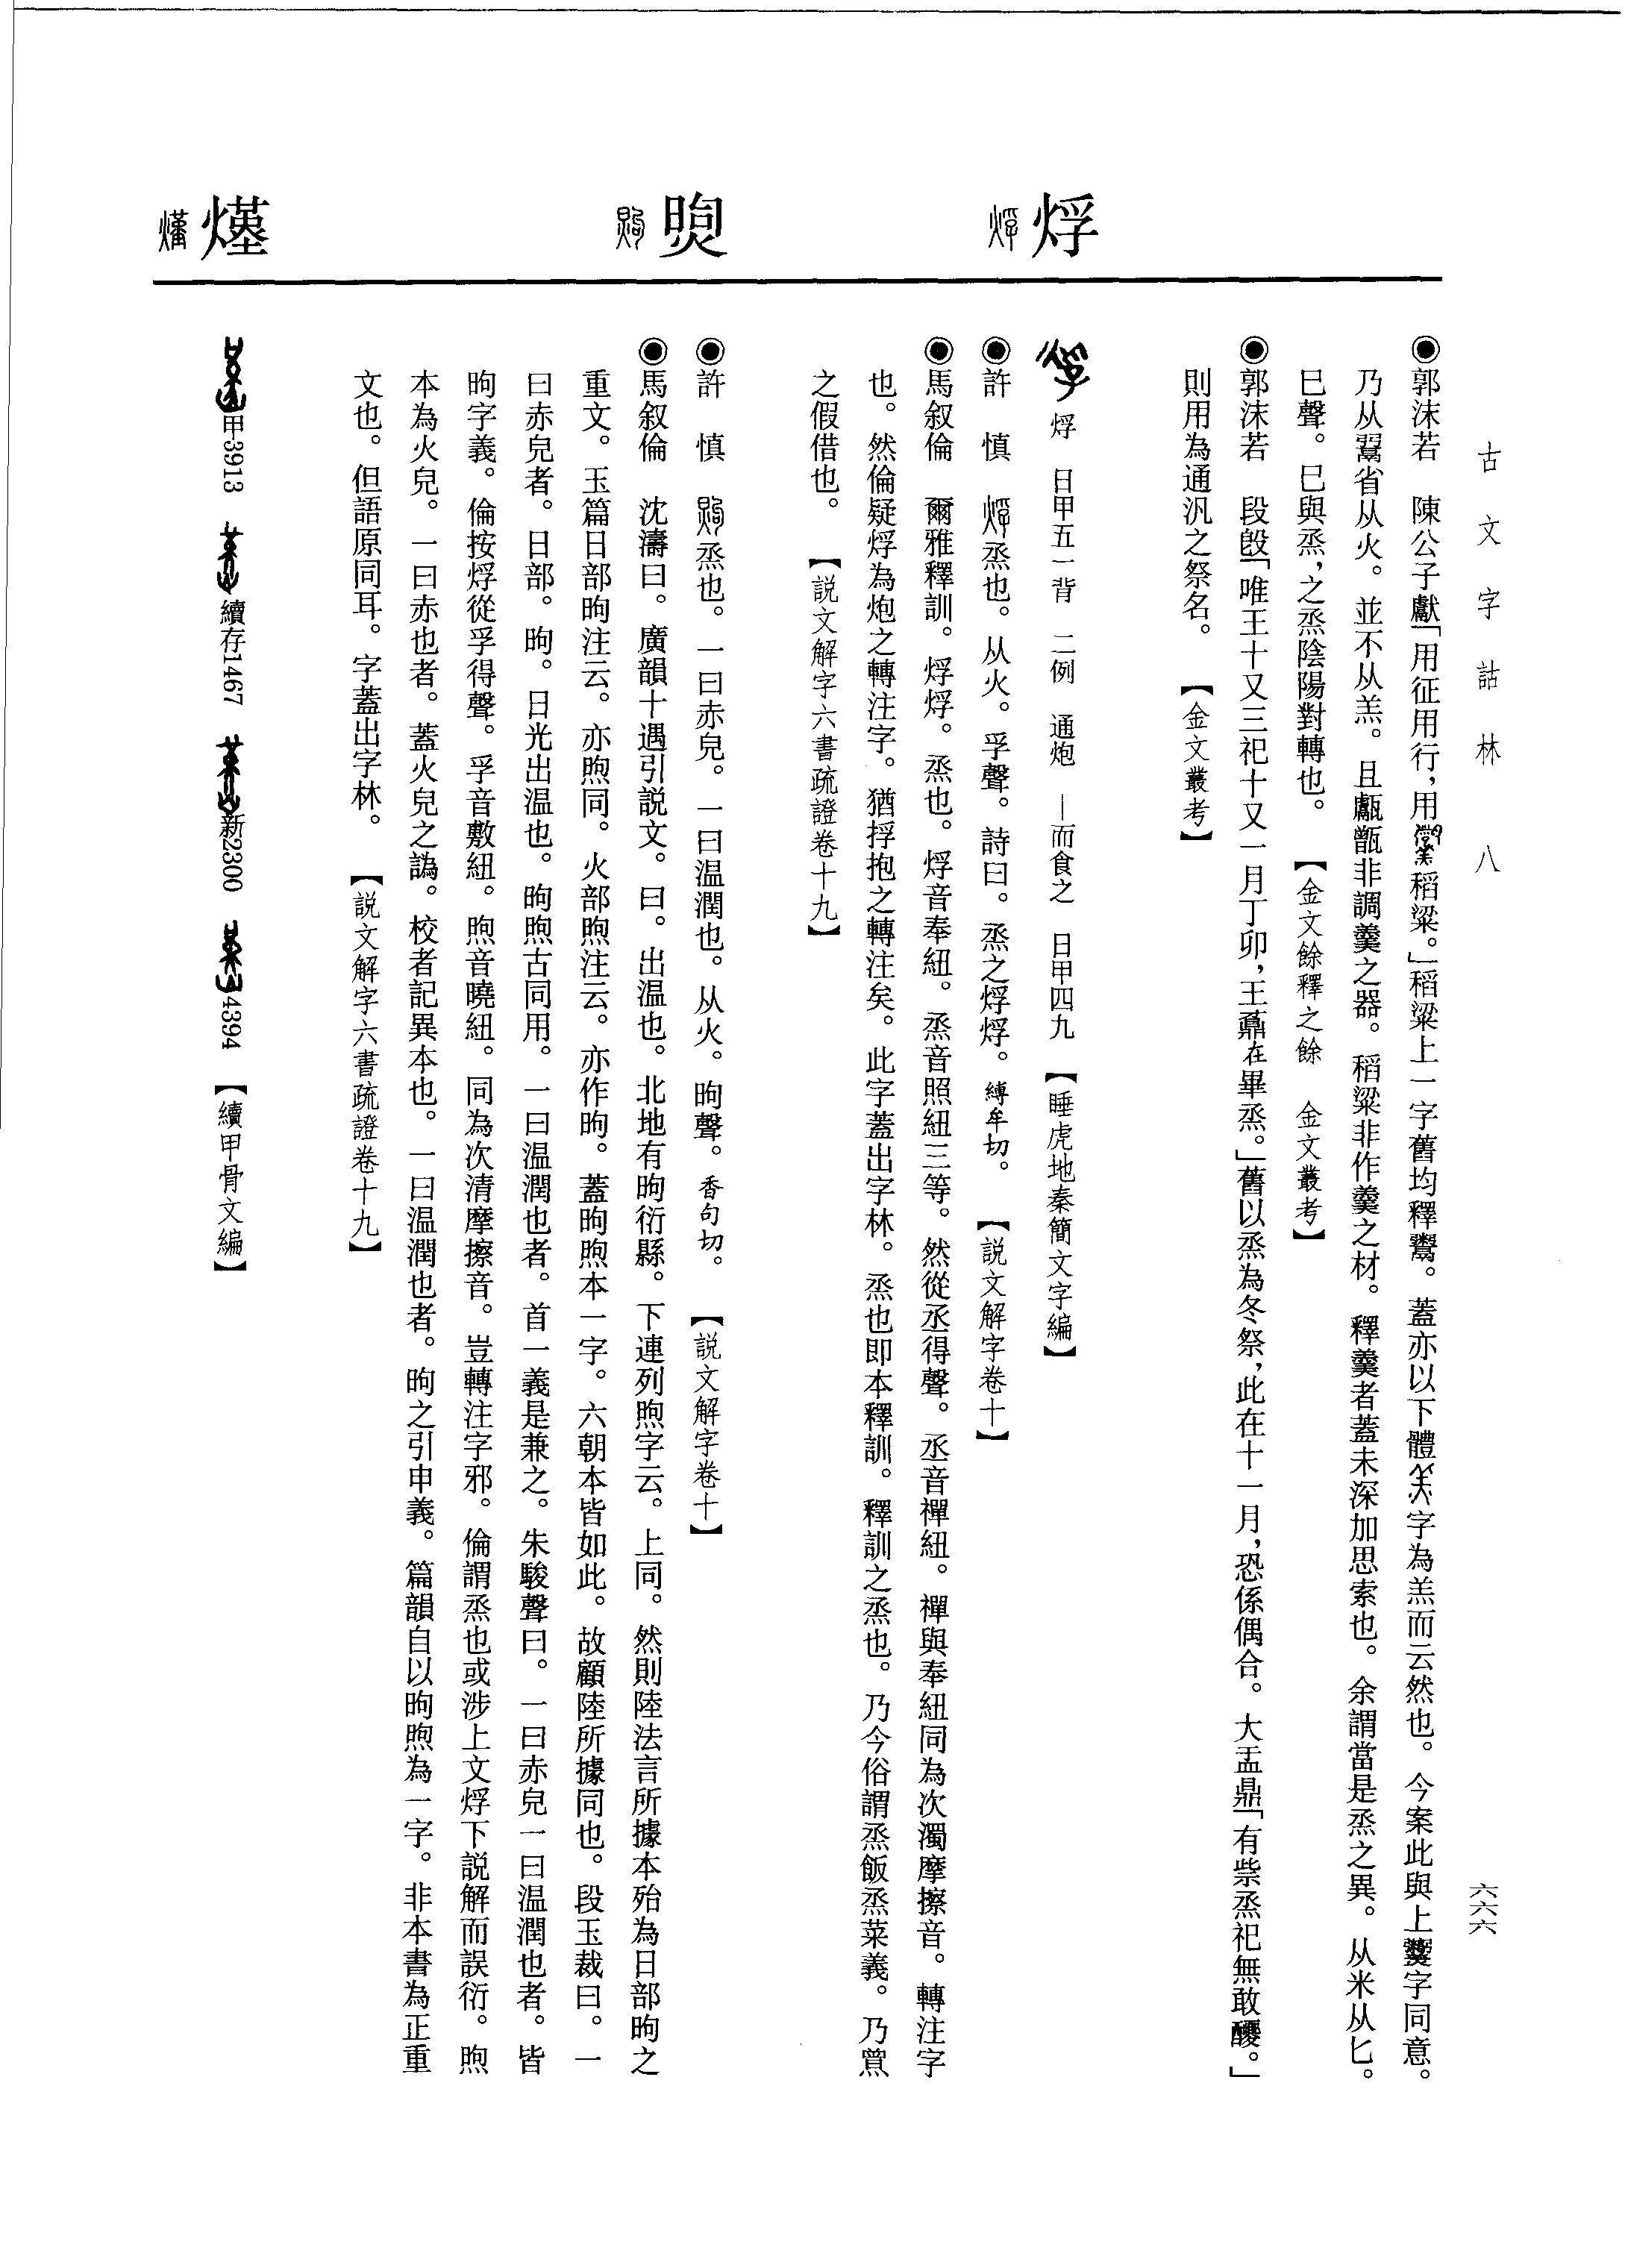 古文字詁林 八
六六六
烰
煦
熯
◉郭沫若 陳公子獻「用征用行，用稻粱。」稻粱上一字舊均釋鬻。蓋亦以下體字為羔而云然也。今案此與上字同意。
乃从鬻省从火。並不从羔。且甗甑非調羹之器。稻粱非作羹之材。釋羹者蓋未深加思索也。余謂當是烝之異。从米从匕。
巳聲。巳與烝，之烝陰陽對轉也。 【金文餘釋之餘 金文叢考】
◉郭沫若 段𣪘「唯王十又三祀十又一月丁卯，王鼒在畢烝。」舊以烝為冬祭，此在十一月，恐係偶合。大盂鼎「有祡烝祀無敢醻。」
則用為通汎之祭名。 【金文叢考】
烰 日甲五一背 二例 通炮 —而食之 日甲四九 【睡虎地秦簡文字編】
◉許 慎 烰烝也。从火。孚聲。詩曰。烝之烰烰。縛牟切。 【説文解字卷十】
◉馬叙倫 爾雅釋訓。烰烰。烝也。烰音奉紐。烝音照紐三等。然從丞得聲。丞音禪紐。禪與奉紐同為次濁摩擦音。轉注字
也。然倫疑烰為炮之轉注字。猶捊抱之轉注矣。此字蓋出字林。烝也即本釋訓。釋訓之烝也。乃今俗謂烝飯烝菜義。乃䰝
之假借也。 【説文解字六書疏證卷十九】
◉許 慎 煦烝也。一曰赤皃。一曰温潤也。从火。昫聲。香句切。 【説文解字卷十】
◉馬叙倫 沈濤曰。廣韻十遇引説文。曰。出温也。北地有昫衍縣。下連列煦字云。上同。然則陸法言所據本殆為日部昫之
重文。玉篇日部昫注云。亦煦同。火部煦注云。亦作昫。蓋昫煦本一字。六朝本皆如此。故顧陸所據同也。段玉裁曰。一
曰赤皃者。日部。昫。日光出温也。昫煦古同用。一曰温潤也者。首一義是兼之。朱駿聲曰。一曰赤皃一曰温潤也者。皆
昫字義。倫按烰從孚得聲。孚音敷紐。煦音曉紐。同為次清摩擦音。豈轉注字邪。倫謂烝也或涉上文烰下説解而誤衍。煦
本為火皃。一曰赤也者。蓋火皃之譌。校者記異本也。一曰温潤也者。昫之引申義。篇韻自以昫煦為一字。非本書為正重
文也。但語原同耳。字蓋出字林。 【説文解字六書疏證卷十九】
甲3913 續存1467 新2300 4394 【續甲骨文編】